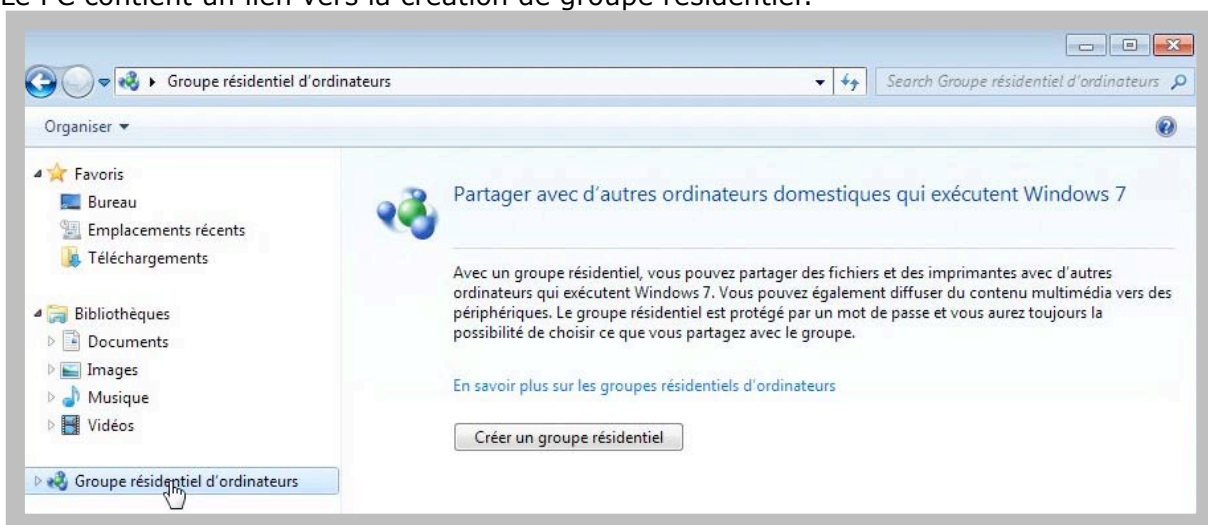 Le PC contient un lien vers la création de groupe résidentiel.
Groupe résidentiel d'ordinateurs
Search Groupe résidentiel d'ordinateurs
Organiser
Favoris
Bureau
Emplacements récents
Téléchargements
Bibliothèques
Documents
Images
Musique
Vidéos
Groupe résidentiel d'ordinateurs
Partager avec d'autres ordinateurs domestiques qui exécutent Windows 7
Avec un groupe résidentiel, vous pouvez partager des fichiers et des imprimantes avec d'autres
ordinateurs qui exécutent Windows 7. Vous pouvez également diffuser du contenu multimédia vers des
périphériques. Le groupe résidentiel est protégé par un mot de passe et vous aurez toujours la
possibilité de choisir ce que vous partagez avec le groupe.
En savoir plus sur les groupes résidentiels d'ordinateurs
Créer un groupe résidentiel